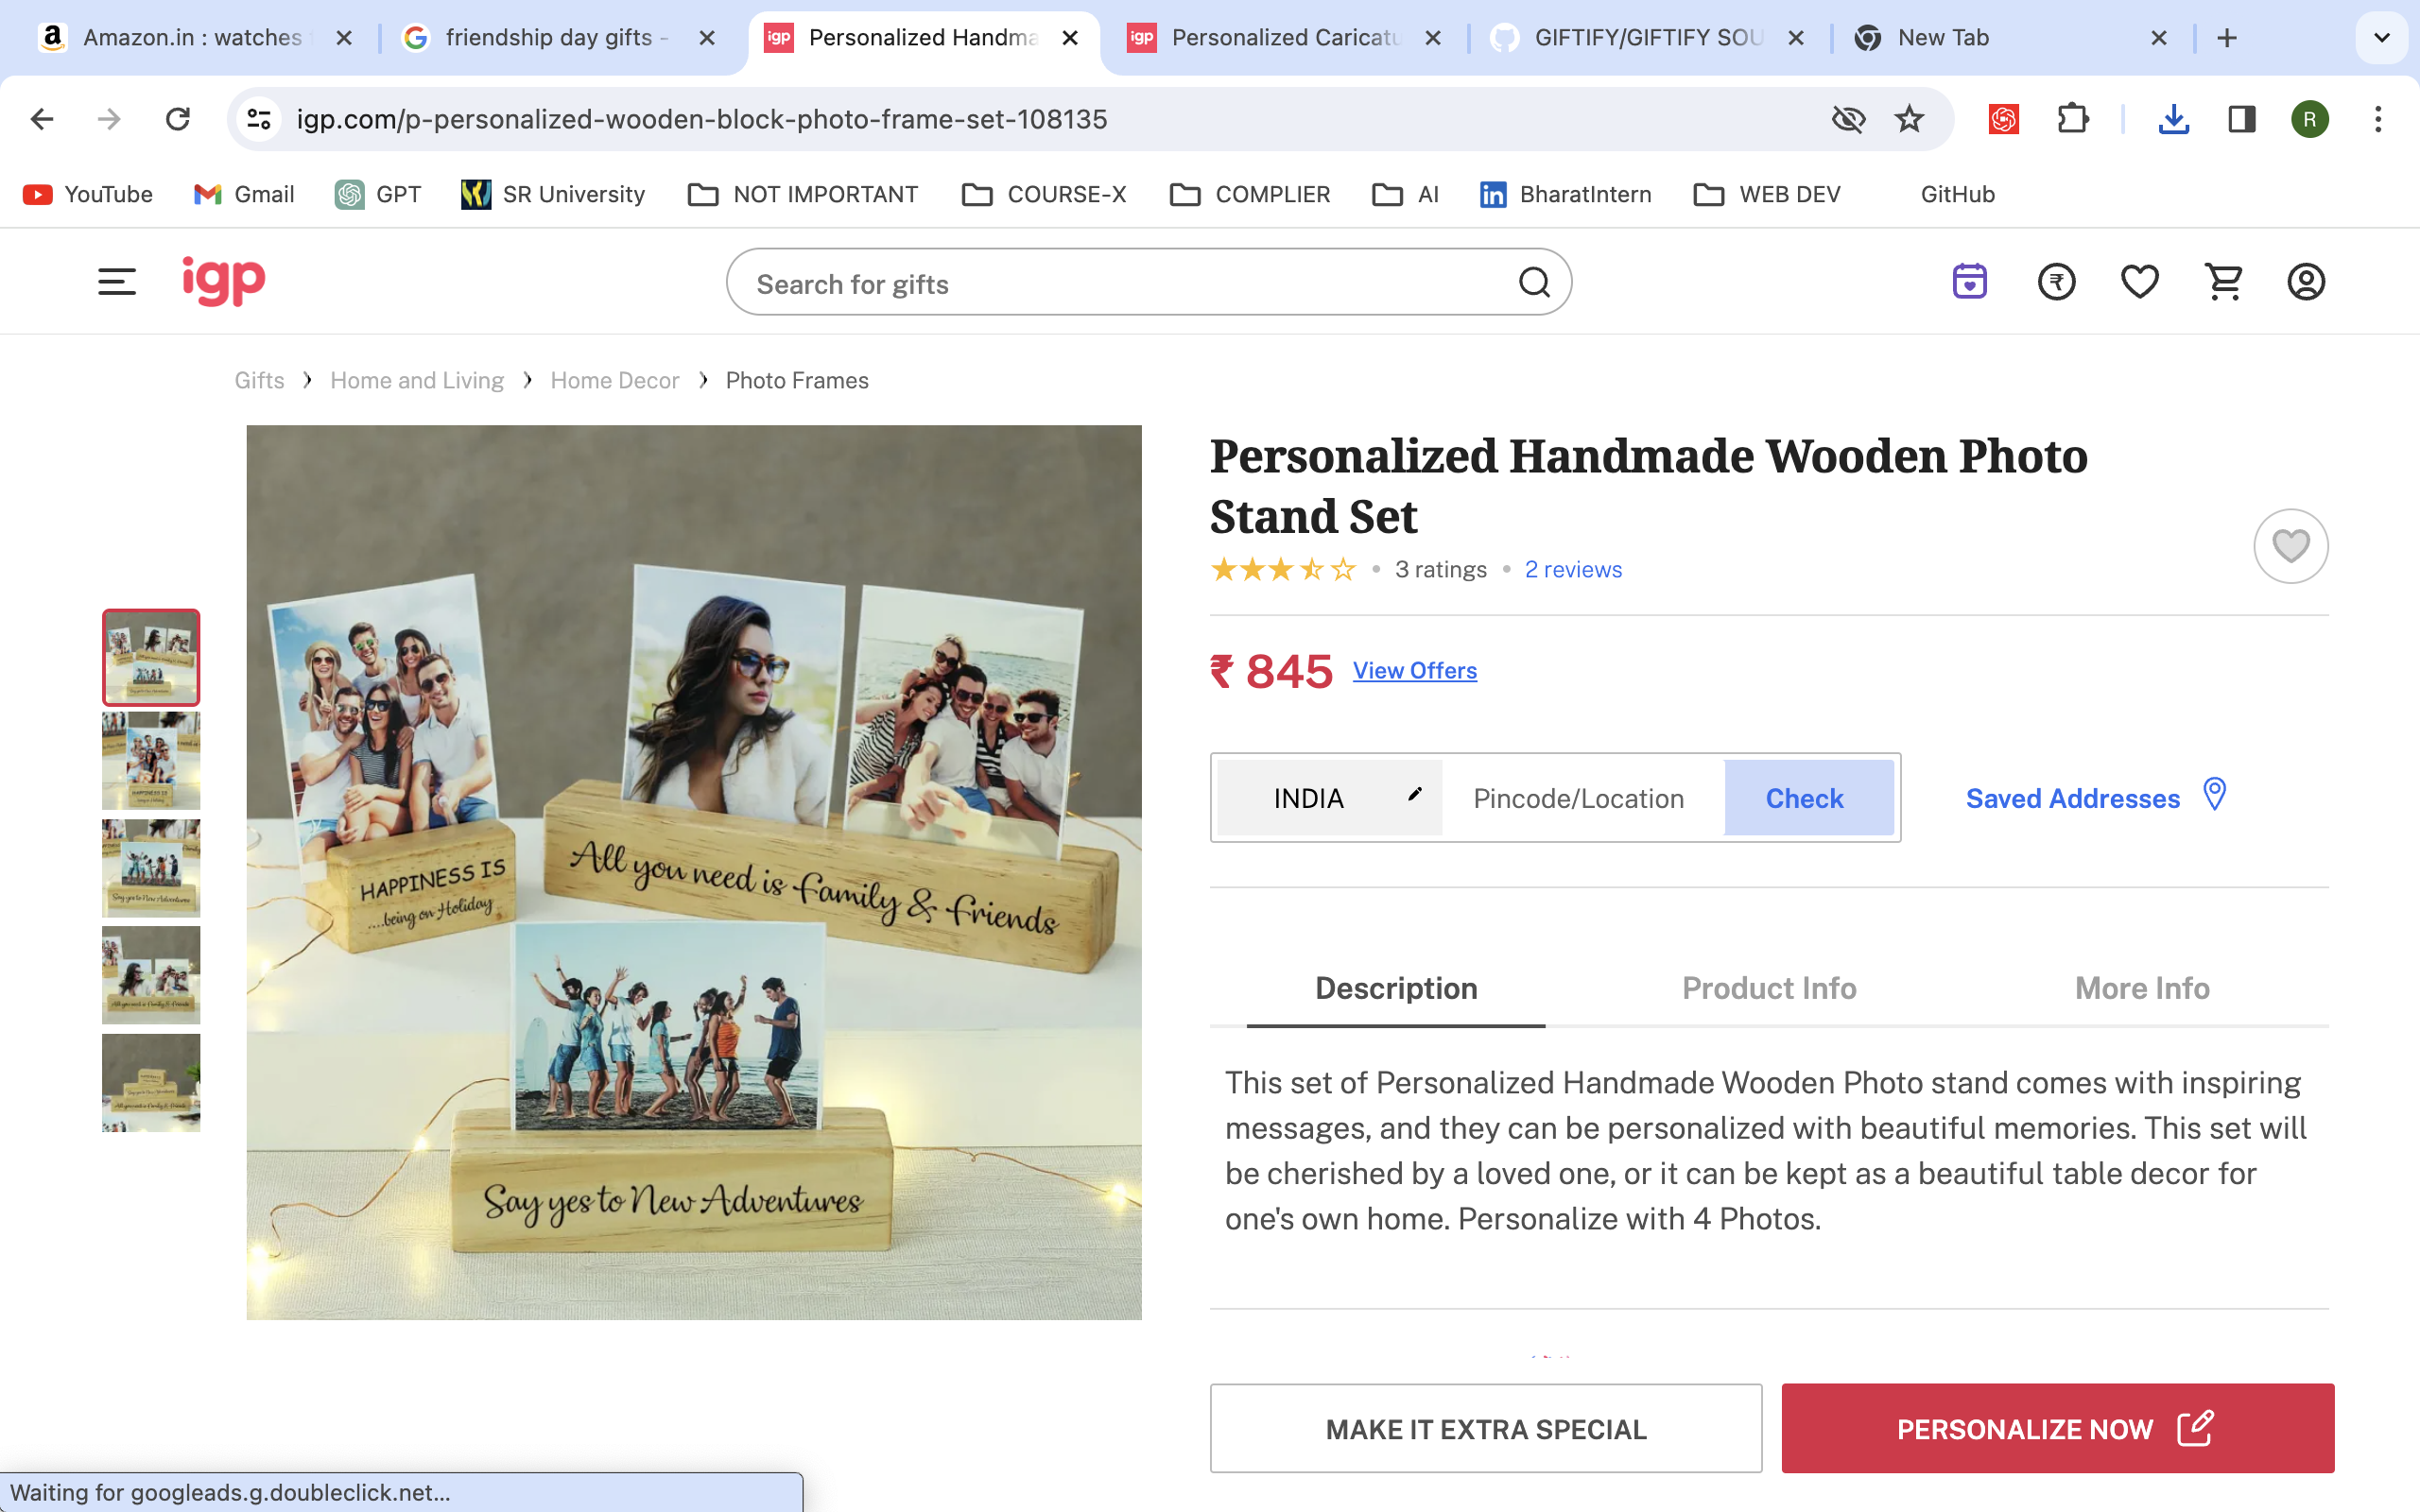 Amazon.in : watches
friendship day gifts -
igp
Personalized Handma
igp
Personalized Caricatu
GIFTIFY/GIFTIFY SOU
New Tab
igp.com/p-personalized-wooden-block-photo-frame-set-108135
R
YouTube
Gmail
GPT
SR University
NOT IMPORTANT
COURSE-X
COMPLIER
AI
BharatIntern
WEB DEV
GitHub
igp
Search for gifts
Gifts
Home and Living
Home Decor
Photo Frames
Personalized Handmade Wooden Photo
Stand Set
3 ratings
2 reviews
₹ 845
View Offers
INDIA
Pincode/Location
Check
Saved Addresses
HAPPINESS IS
....being on Holiday
All you need is Family & Friends
Say yes to New Adventures
Description
Product Info
More Info
This set of Personalized Handmade Wooden Photo stand comes with inspiring
messages, and they can be personalized with beautiful memories. This set will
be cherished by a loved one, or it can be kept as a beautiful table decor for
one's own home. Personalize with 4 Photos.
MAKE IT EXTRA SPECIAL
PERSONALIZE NOW
Waiting for googleads.g.doubleclick.net...